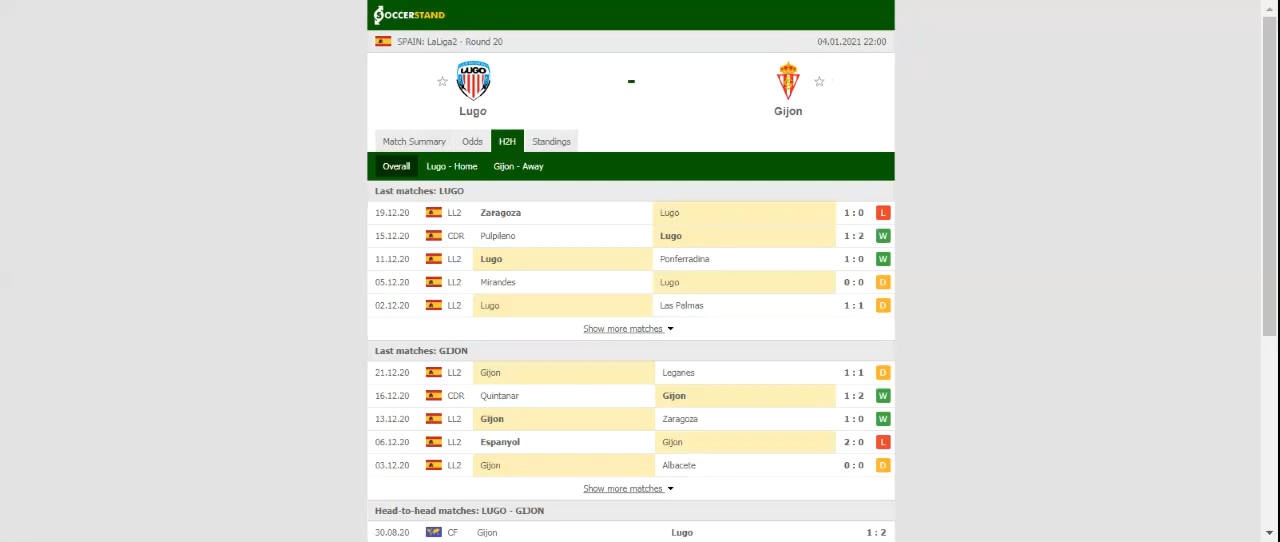 SOCCERSTAND
SPAIN: LaLiga2 - Round 20 04.01.2021 22:00
LUGO
-
Lugo Gijon
Match Summary Odds H2H Standings
Overall Lugo - Home Gijon - Away
Last matches: LUGO
19.12.20 LL2 Zaragoza Lugo 1 : 0 L
15.12.20 CDR Pulpileno Lugo 1 : 2 W
11.12.20 LL2 Lugo Ponferradina 1 : 0 W
05.12.20 LL2 Mirandes Lugo 0 : 0 D
02.12.20 LL2 Lugo Las Palmas 1 : 1 D
Show more matches
Last matches: GIJON
21.12.20 LL2 Gijon Leganes 1 : 1 D
16.12.20 CDR Quintanar Gijon 1 : 2 W
13.12.20 LL2 Gijon Zaragoza 1 : 0 W
06.12.20 LL2 Espanyol Gijon 2 : 0 L
03.12.20 LL2 Gijon Albacete 0 : 0 D
Show more matches
Head-to-head matches: LUGO - GIJON
30.08.20 CF Gijon Lugo 1 : 2